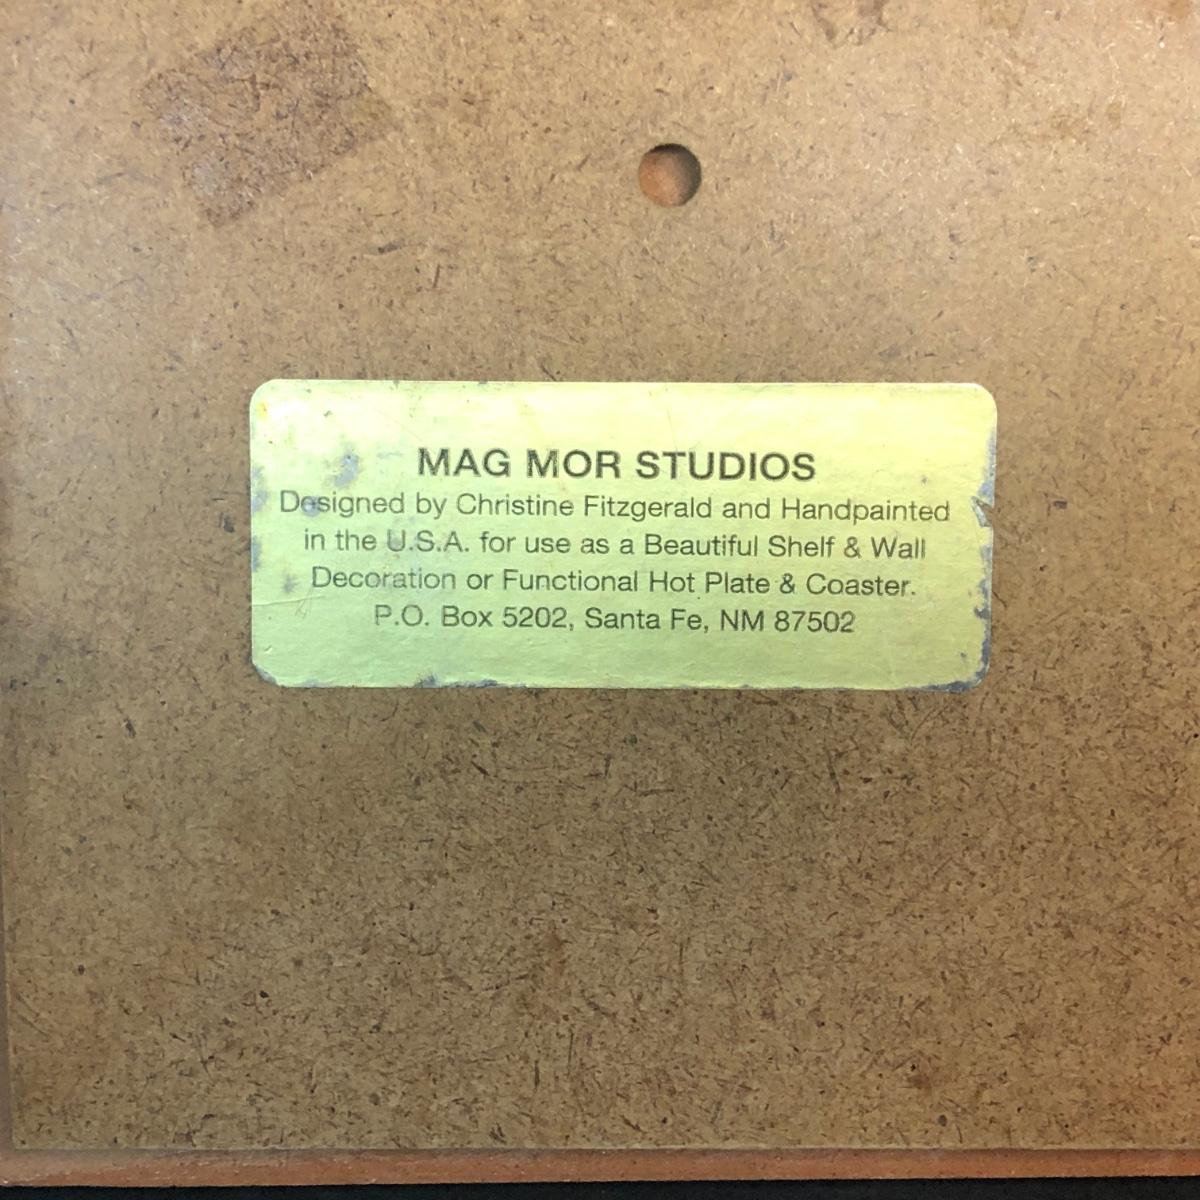 MAG MOR STUDIOS
Designed by Christine Fitzgerald and Handpainted
in the U.S.A. for use as a Beautiful Shelf & Wall
Decoration or Functional Hot Plate & Coaster.
P.O. Box 5202, Santa Fe, NM 87502